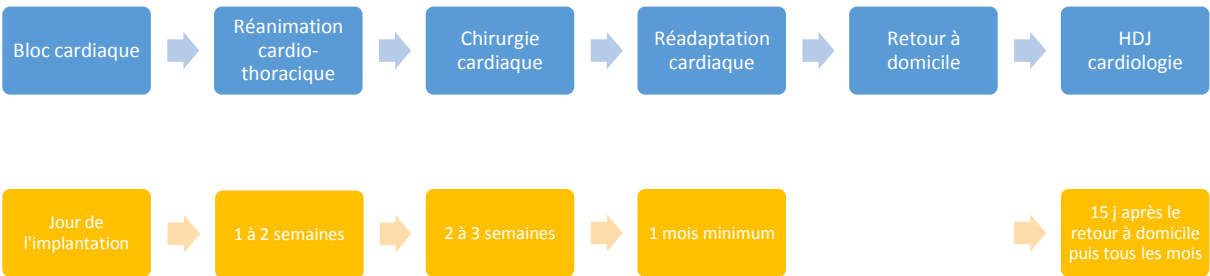 Bloc cardiaque
Réanimation
cardio-
thoracique
Chirurgie
cardiaque
Réadaptation
cardiaque
Retour à
domicile
HDJ
cardiologie
Jour de
l'implantation
1 à 2 semaines
2 à 3 semaines
1 mois minimum
15 j après le
retour à domicile
puis tous les mois